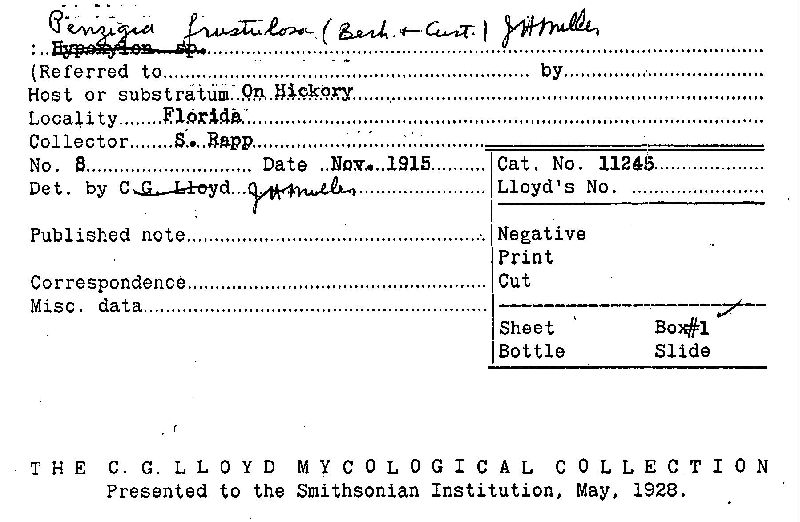 Penzigia frustulosa (Berk. + Curt.) J H Miller
:. Hypoxylon sp.
(Referred to.......... by..........
Host or substratum On Hickory
Locality Florida
Collector S. Rapp
No. 8 Date Nov. 1915 Cat. No. 11245
Det. by C.G. Lloyd J H Miller Lloyd's No.
Published note Negative
Print
Correspondence Cut
Misc. data
Sheet Box#1 ✓
Bottle Slide
THE C.G. LLOYD MYCOLOGICAL COLLECTION
Presented to the Smithsonian Institution, May, 1928.